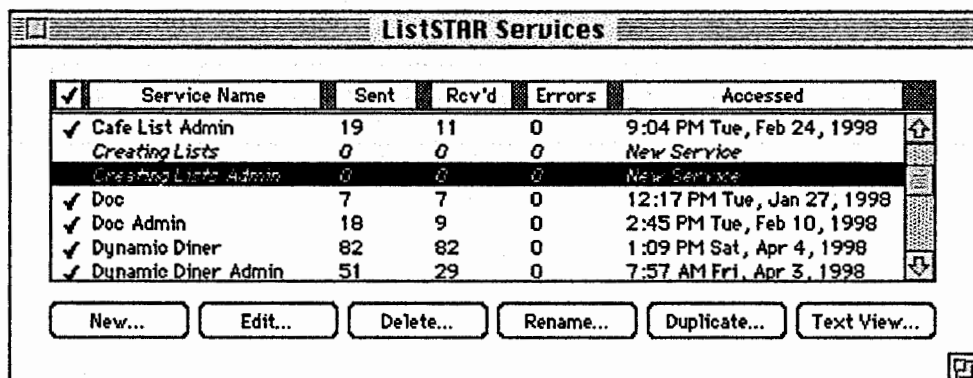 ListSTAR Services
✓ Service Name Sent Rcv'd Errors Accessed
✓ Cafe List Admin 19 11 0 9:04 PM Tue, Feb 24, 1998
Creating Lists 0 0 0 New Service
Creating Lists Admin 0 0 0 New Service
✓ Doc 7 7 0 12:17 PM Tue, Jan 27, 1998
✓ Doc Admin 18 9 0 2:45 PM Tue, Feb 10, 1998
✓ Dynamic Diner 82 82 0 1:09 PM Sat, Apr 4, 1998
✓ Dynamic Diner Admin 51 29 0 7:57 AM Fri, Apr 3, 1998
New... Edit... Delete... Rename... Duplicate... Text View...